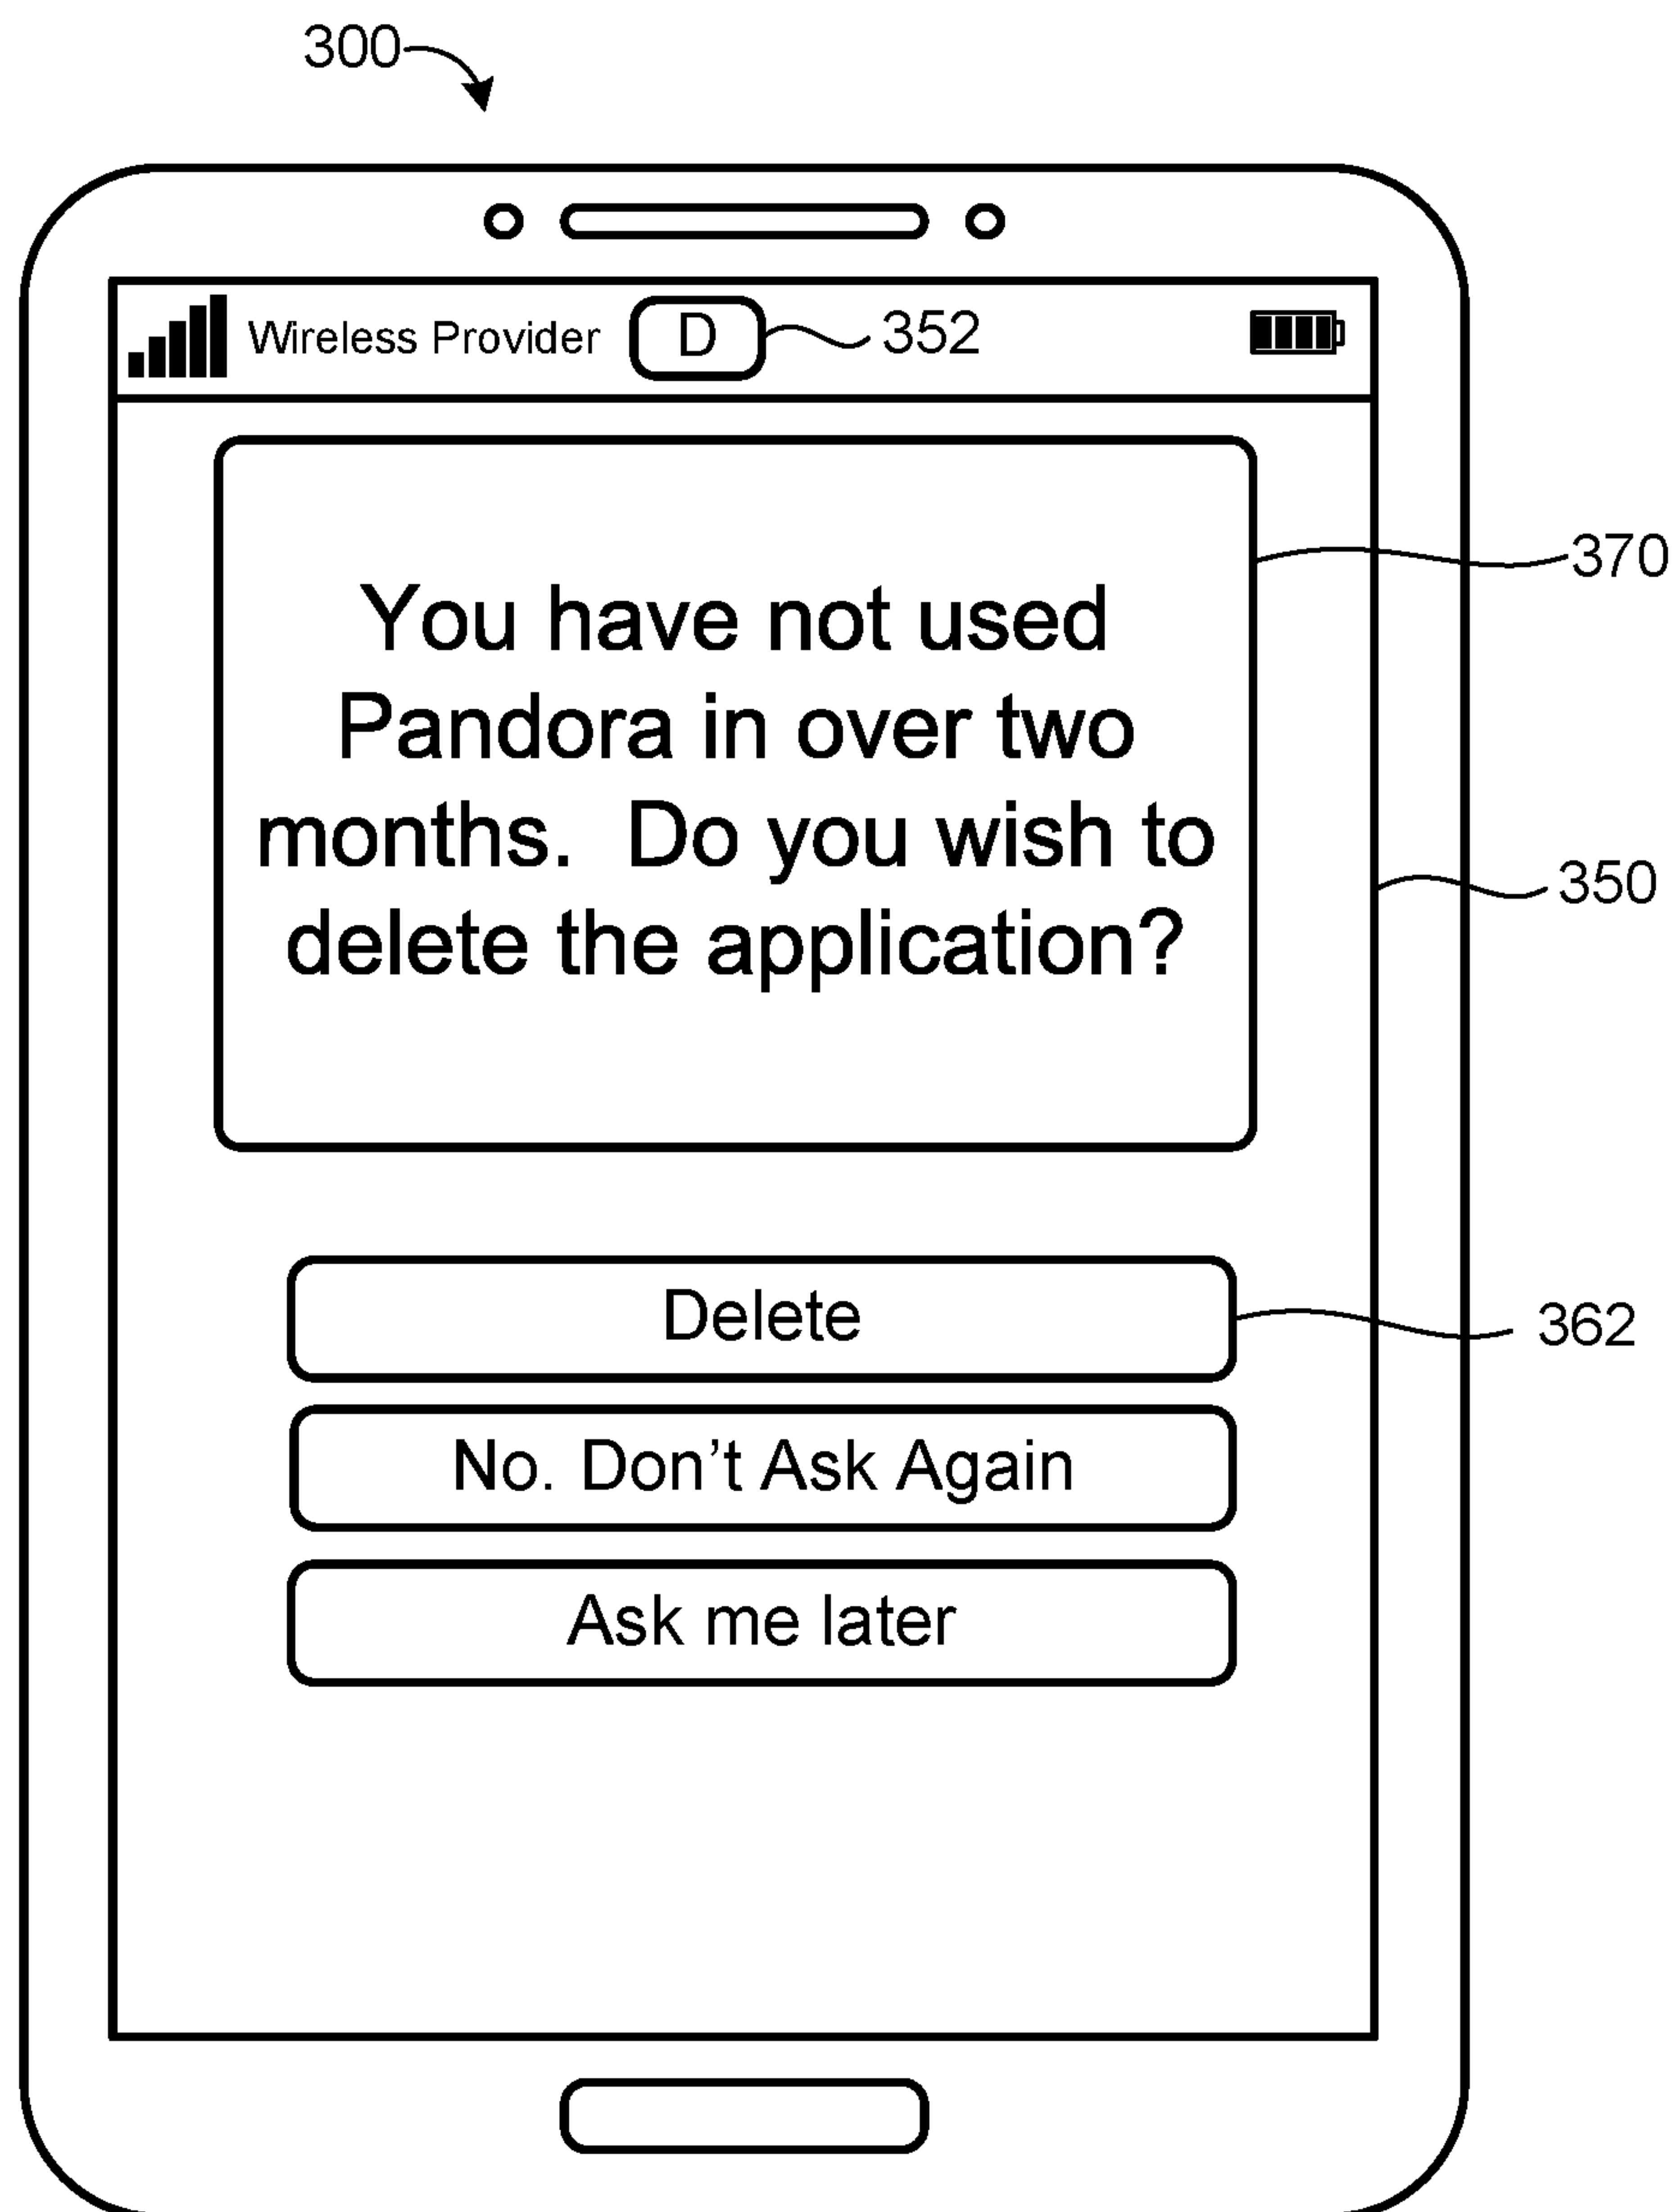 300
Wireless Provider D 352
You have not used
370
Pandora in over two
months.  Do you wish to
350
delete the application?
Delete
362
No. Don't Ask Again
Ask me later